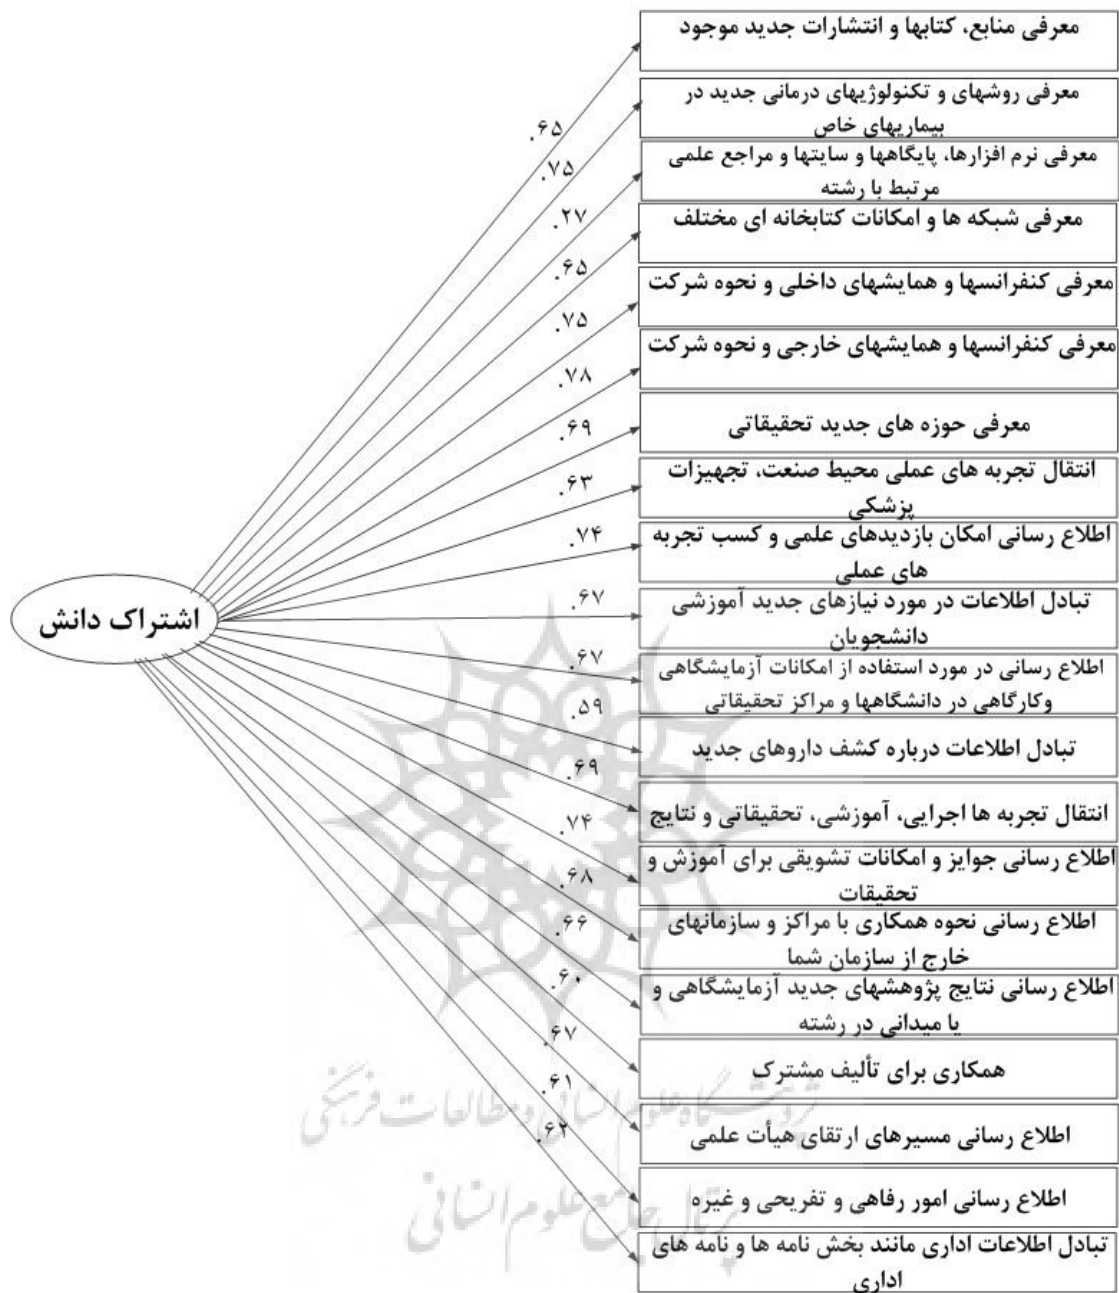 معرفی منابع، کتابها و انتشارات جدید موجود
معرفی روشهای و تکنولوژیهای درمانی جدید در
بیماریهای خاص
معرفی نرم افزارها، پایگاهها و سایتها و مراجع علمی
مرتبط با رشته
معرفی شبکه ها و امکانات کتابخانه ای مختلف
معرفی کنفرانسها و همایشهای داخلی و نحوه شرکت
معرفی کنفرانسها و همایشهای خارجی و نحوه شرکت
معرفی حوزه های جدید تحقیقاتی
انتقال تجربه های عملی محیط صنعت، تجهیزات
پزشکی
اطلاع رسانی امکان بازدیدهای علمی و کسب تجربه
های عملی
تبادل اطلاعات در مورد نیازهای جدید آموزشی
دانشجویان
اطلاع رسانی در مورد استفاده از امکانات آزمایشگاهی
وکارگاهی در دانشگاهها و مراکز تحقیقاتی
تبادل اطلاعات درباره کشف داروهای جدید
انتقال تجربه ها اجرایی، آموزشی، تحقیقاتی و نتایج
اطلاع رسانی جوایز و امکانات تشویقی برای آموزش و
تحقیقات
اطلاع رسانی نحوه همکاری با مراکز و سازمانهای
خارج از سازمان شما
اطلاع رسانی نتایج پژوهشهای جدید آزمایشگاهی و
یا میدانی در رشته
همکاری برای تألیف مشترک
اطلاع رسانی مسیرهای ارتقای هیأت علمی
اطلاع رسانی امور رفاهی و تفریحی و غیره
تبادل اطلاعات اداری مانند بخش نامه ها و نامه های
اداری
.۶۵
.۷۵
.۲۷
.۶۵
.۷۵
.۷۸
.۶۹
.۶۳
.۷۴
.۶۷
.۶۷
.۵۹
.۶۹
.۷۴
.۶۸
.۶۶
.۶۰
.۶۷
.۶۱
.۶۲
اشتراک دانش
پژوهشگاه علوم انسانی و مطالعات فرهنگی
پرتال جامع علوم انسانی